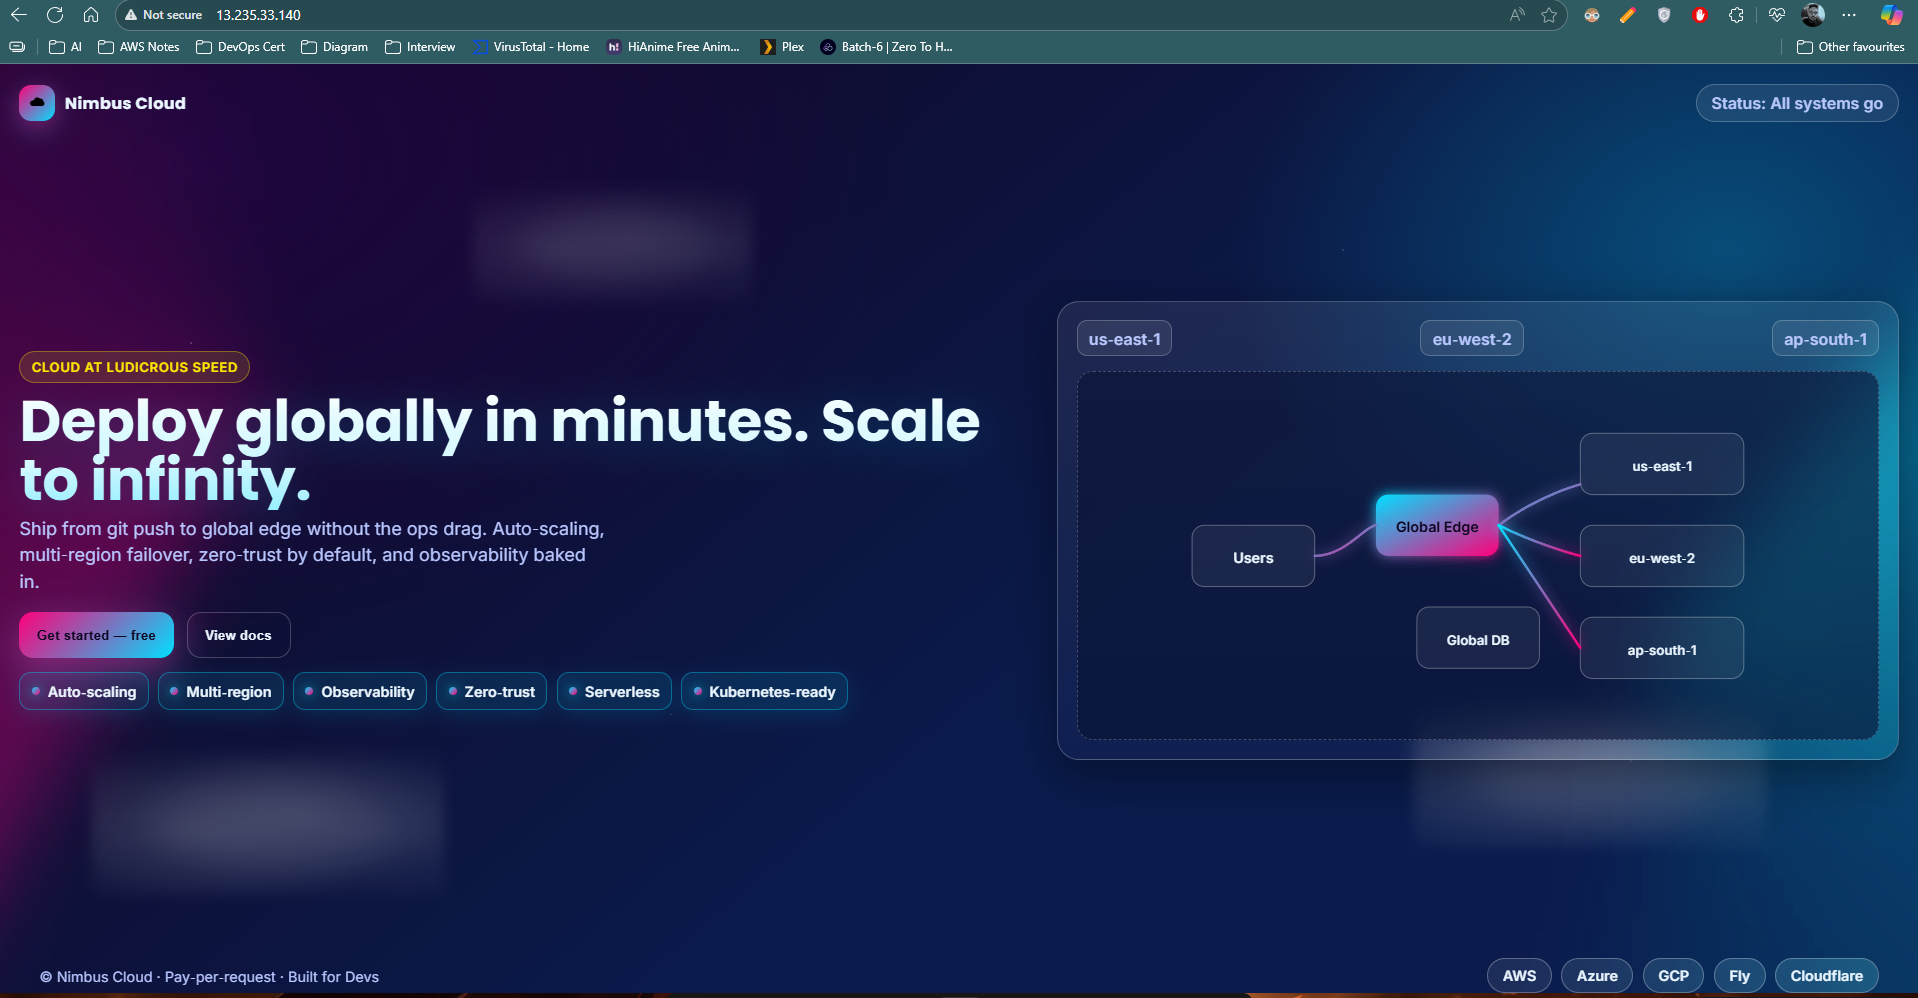 Not secure 13.235.33.140
AI AWS Notes DevOps Cert Diagram Interview VirusTotal - Home h! HiAnime Free Anim... Plex Batch-6 | Zero To H... Other favourites
Nimbus Cloud
Status: All systems go
CLOUD AT LUDICROUS SPEED
Deploy globally in minutes. Scale
to infinity.
Ship from git push to global edge without the ops drag. Auto-scaling,
multi-region failover, zero-trust by default, and observability baked
in.
Get started — free View docs
Auto-scaling Multi-region Observability Zero-trust Serverless Kubernetes-ready
us-east-1 eu-west-2 ap-south-1
us-east-1
Global Edge
Users
eu-west-2
Global DB
ap-south-1
© Nimbus Cloud · Pay-per-request · Built for Devs
AWS Azure GCP Fly Cloudflare